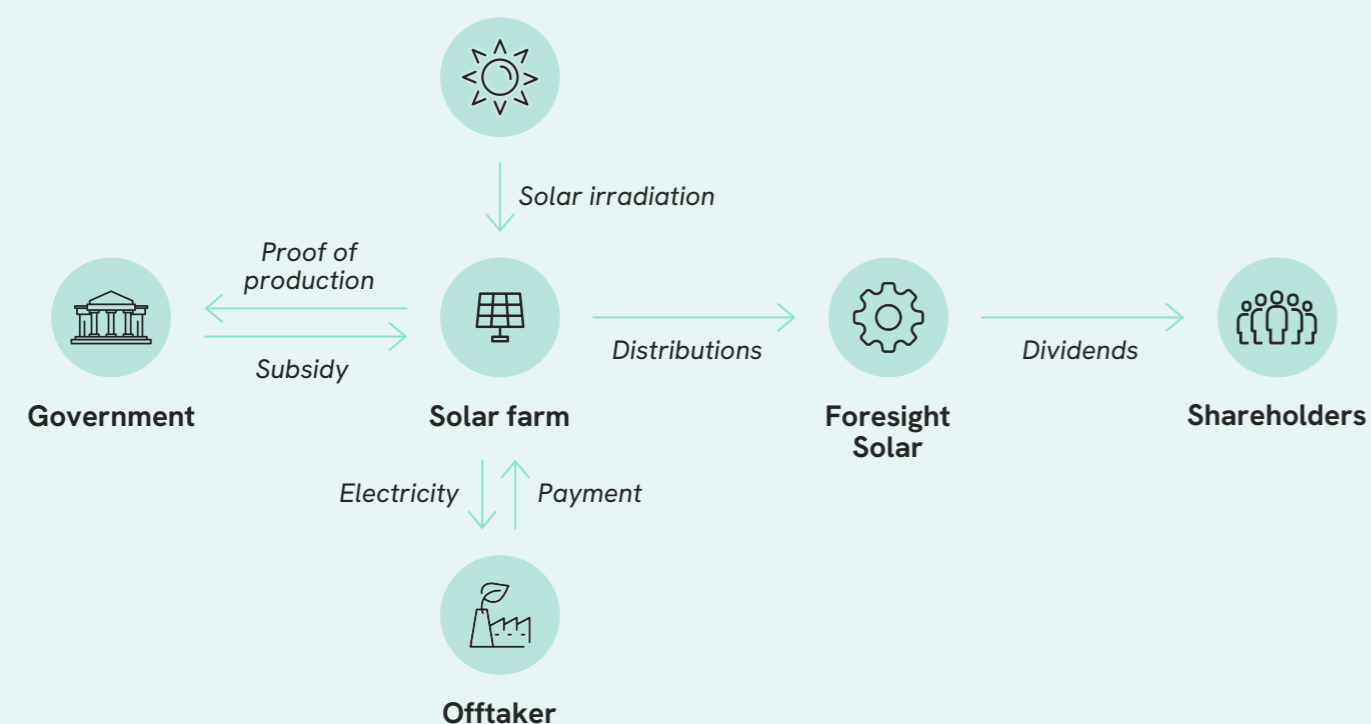 Solar irradiation
Proof of
production
Subsidy
Distributions
Dividends
Government
Solar farm
Foresight
Solar
Shareholders
Electricity
Payment
Offtaker